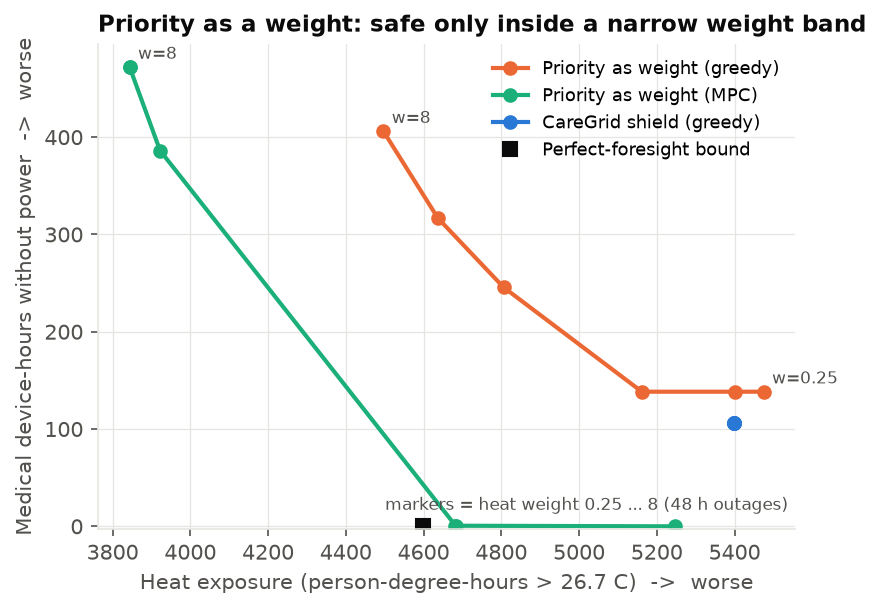 Priority as a weight: safe only inside a narrow weight band
Medical device-hours without power -> worse
w=8
w=8
Priority as weight (greedy)
Priority as weight (MPC)
CareGrid shield (greedy)
Perfect-foresight bound
w=0.25
markers = heat weight 0.25 ... 8 (48 h outages)
400
300
200
100
0
3800 4000 4200 4400 4600 4800 5000 5200 5400
Heat exposure (person-degree-hours > 26.7 C) -> worse